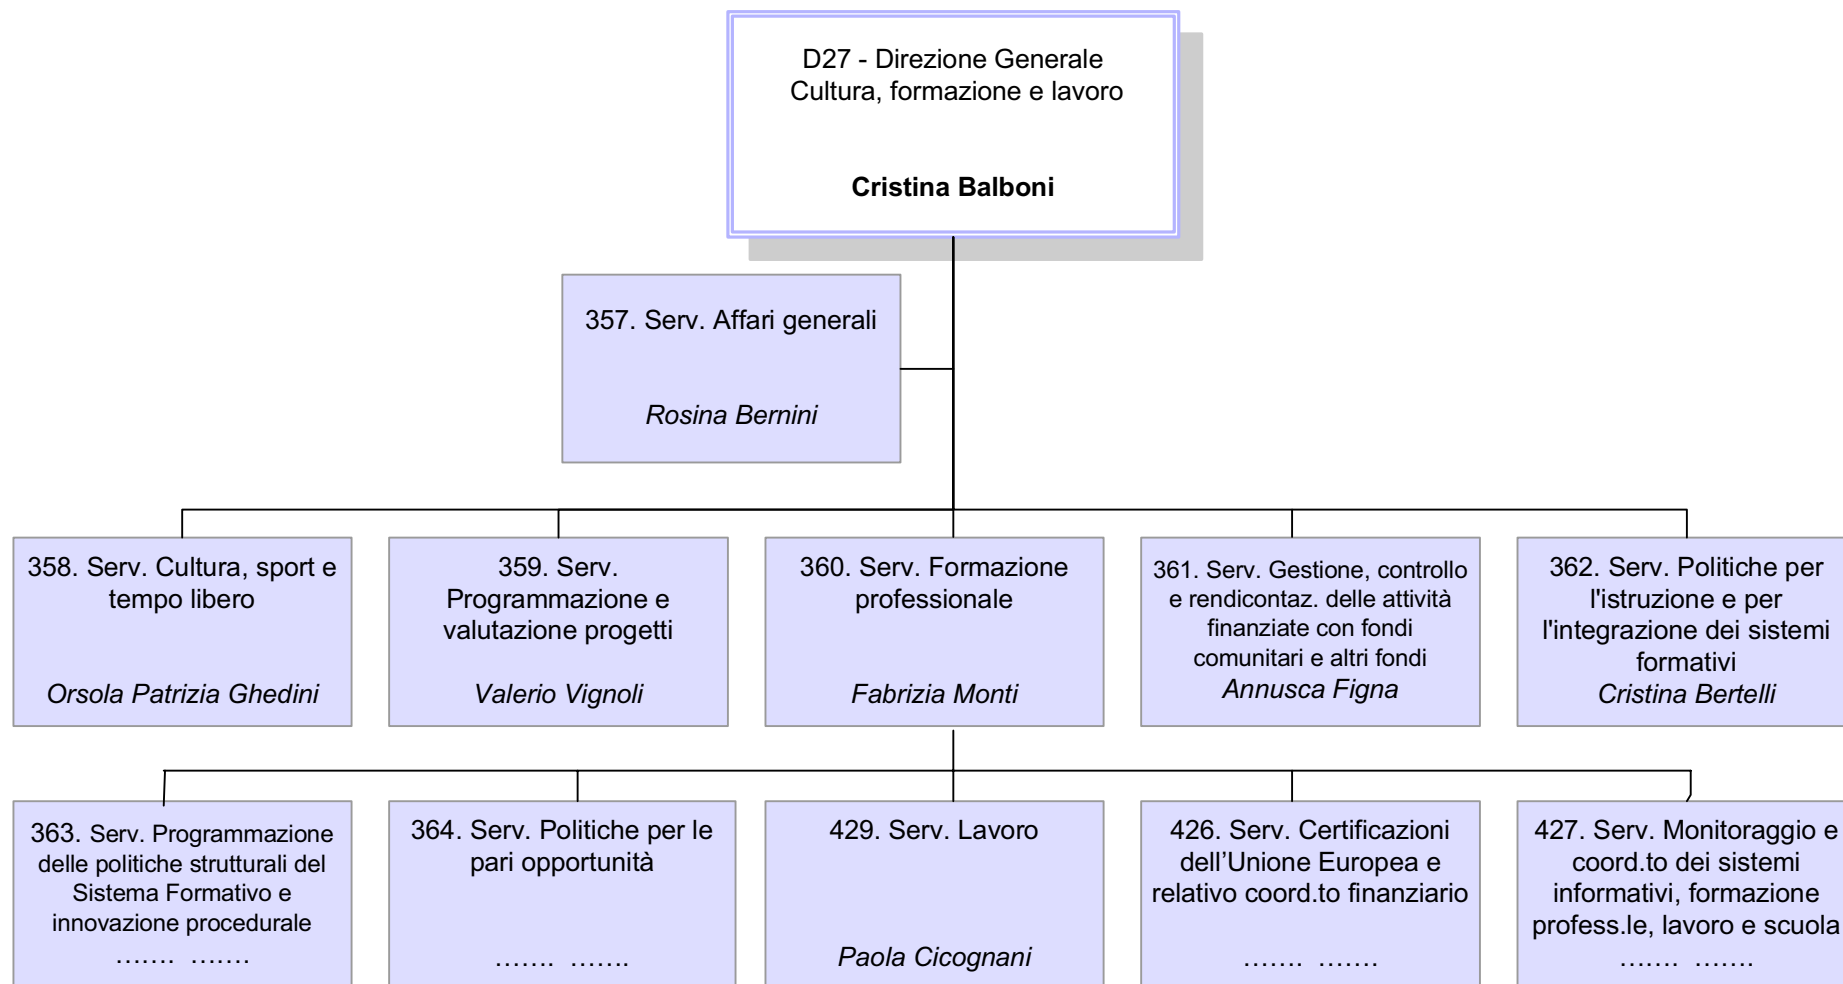 D27 - Direzione Generale
Cultura, formazione e lavoro
Cristina Balboni
357. Serv. Affari generali
Rosina Bernini
358. Serv. Cultura, sport e
tempo libero
Orsola Patrizia Ghedini
359. Serv.
Programmazione e
valutazione progetti
Valerio Vignoli
360. Serv. Formazione
professionale
Fabrizia Monti
361. Serv. Gestione, controllo
e rendicontaz. delle attività
finanziate con fondi
comunitari e altri fondi
Annusca Figna
362. Serv. Politiche per
l'istruzione e per
l'integrazione dei sistemi
formativi
Cristina Bertelli
363. Serv. Programmazione
delle politiche strutturali del
Sistema Formativo e
innovazione procedurale
....... .......
364. Serv. Politiche per le
pari opportunità
....... .......
429. Serv. Lavoro
Paola Cicognani
426. Serv. Certificazioni
dell’Unione Europea e
relativo coord.to finanziario
....... .......
427. Serv. Monitoraggio e
coord.to dei sistemi
informativi, formazione
profess.le, lavoro e scuola
....... .......